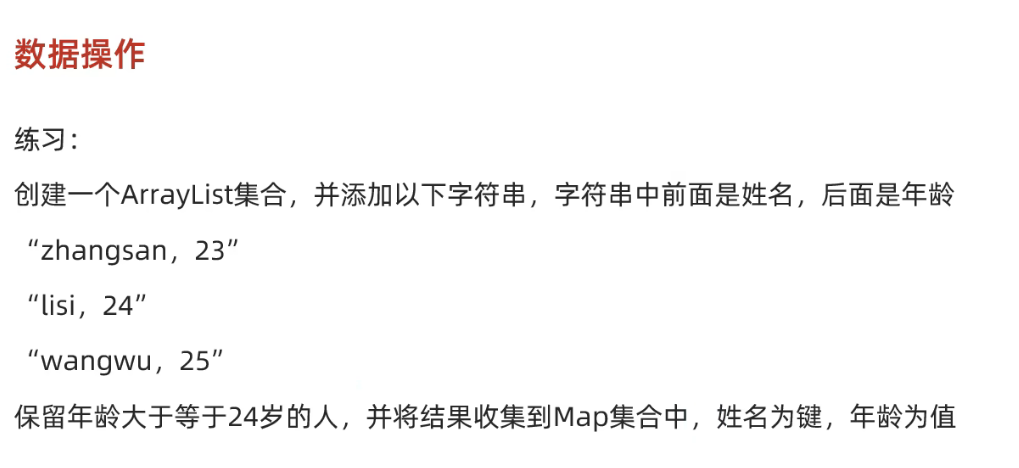 数据操作
练习：
创建一个ArrayList集合，并添加以下字符串，字符串中前面是姓名，后面是年龄
“zhangsan，23”
“lisi，24”
“wangwu，25”
保留年龄大于等于24岁的人，并将结果收集到Map集合中，姓名为键，年龄为值